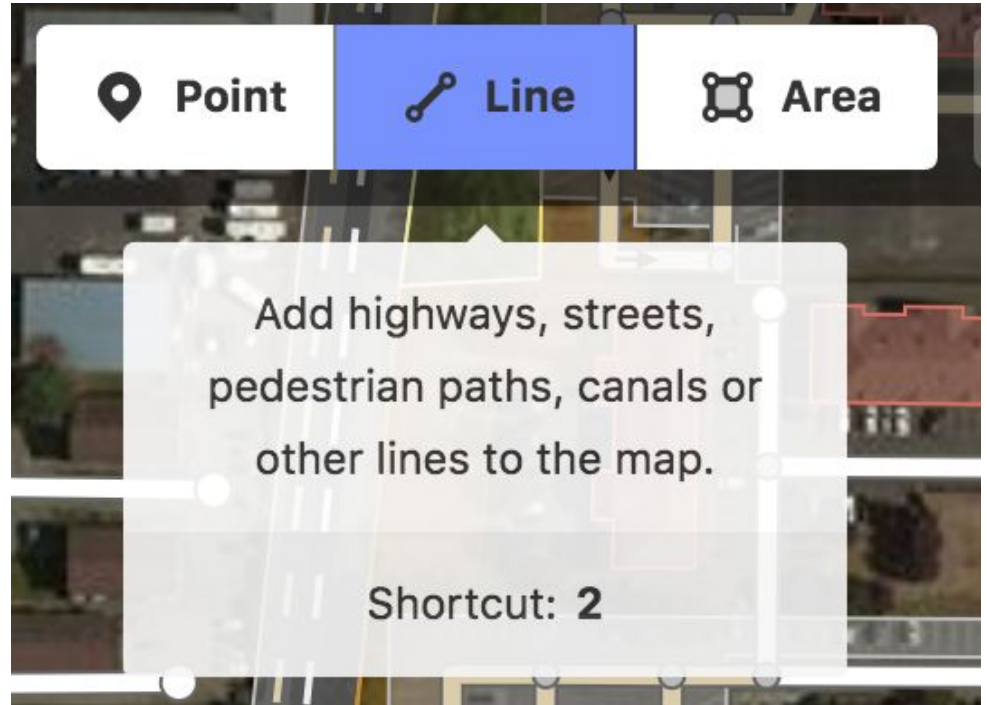 Point Line Area
Add highways, streets,
pedestrian paths, canals or
other lines to the map.
Shortcut: 2